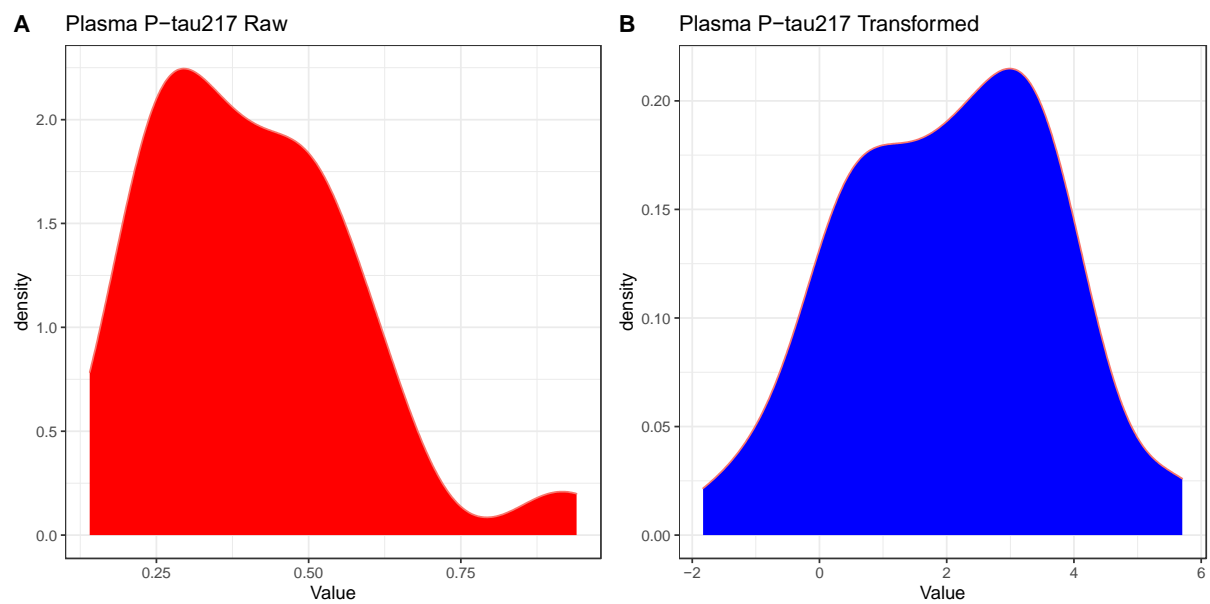 A Plasma P−tau217 Raw
density
2.0
1.5
1.0
0.5
0.0
0.25 0.50 0.75
Value
B Plasma P−tau217 Transformed
density
0.20
0.15
0.10
0.05
0.00
−2 0 2 4 6
Value